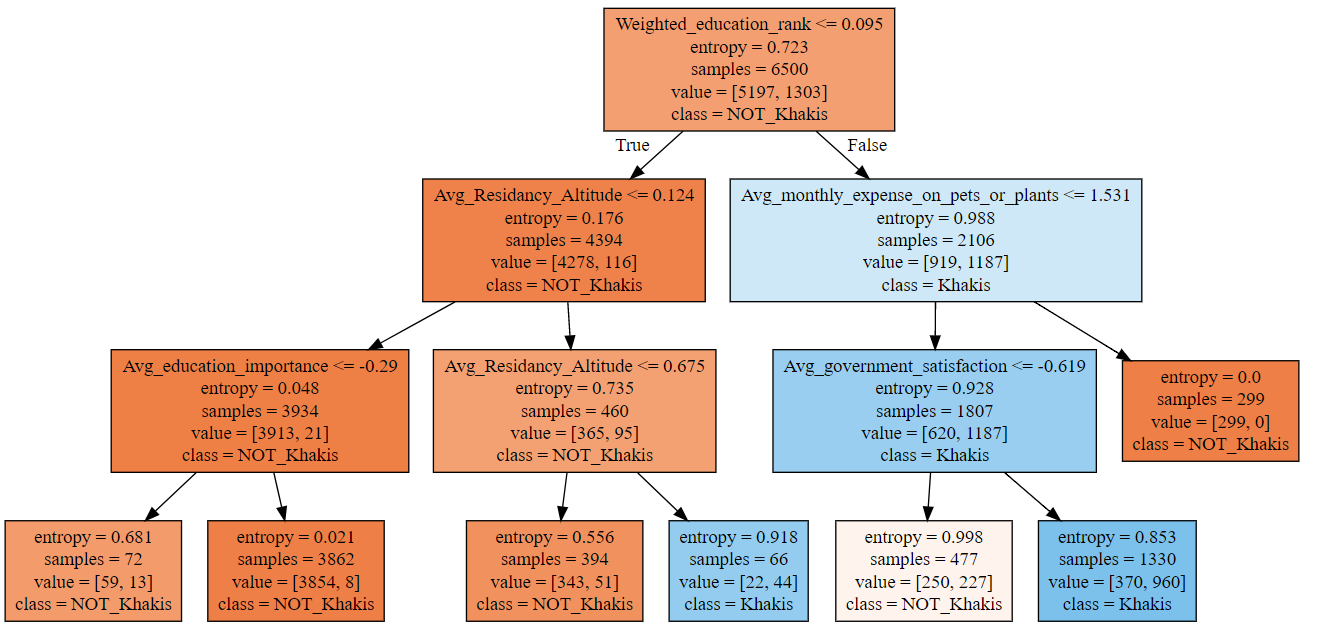 Weighted_education_rank <= 0.095
entropy = 0.723
samples = 6500
value = [5197, 1303]
class = NOT_Khakis
True
False
Avg_Residancy_Altitude <= 0.124
entropy = 0.176
samples = 4394
value = [4278, 116]
class = NOT_Khakis
Avg_monthly_expense_on_pets_or_plants <= 1.531
entropy = 0.988
samples = 2106
value = [919, 1187]
class = Khakis
Avg_education_importance <= -0.29
entropy = 0.048
samples = 3934
value = [3913, 21]
class = NOT_Khakis
Avg_Residancy_Altitude <= 0.675
entropy = 0.735
samples = 460
value = [365, 95]
class = NOT_Khakis
Avg_government_satisfaction <= -0.619
entropy = 0.928
samples = 1807
value = [620, 1187]
class = Khakis
entropy = 0.0
samples = 299
value = [299, 0]
class = NOT_Khakis
entropy = 0.681
samples = 72
value = [59, 13]
class = NOT_Khakis
entropy = 0.021
samples = 3862
value = [3854, 8]
class = NOT_Khakis
entropy = 0.556
samples = 394
value = [343, 51]
class = NOT_Khakis
entropy = 0.918
samples = 66
value = [22, 44]
class = Khakis
entropy = 0.998
samples = 477
value = [250, 227]
class = NOT_Khakis
entropy = 0.853
samples = 1330
value = [370, 960]
class = Khakis